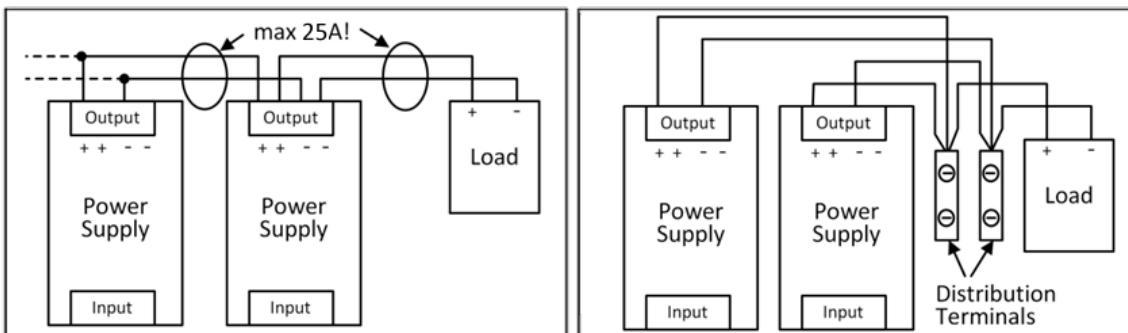 max 25A!
Output
+ + - -
Power
Supply
Input
Output
+ + - -
Power
Supply
Input
+ -
Load
Output
+ + - -
Power
Supply
Input
Output
+ + - -
Power
Supply
Input
+ -
Load
Distribution
Terminals